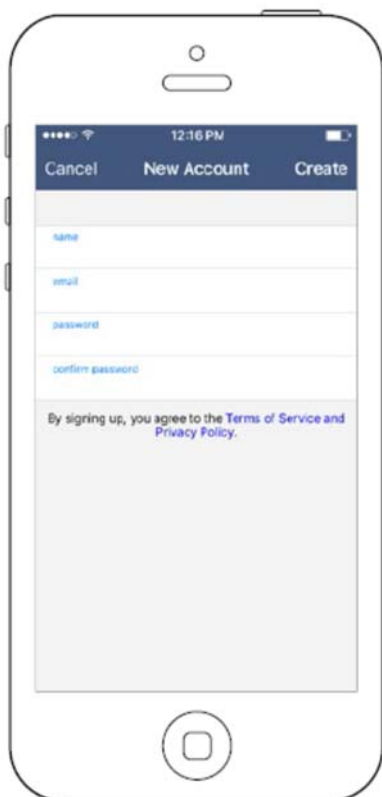 12:16 PM
Cancel New Account Create
name
email
password
confirm password
By signing up, you agree to the Terms of Service and
Privacy Policy.